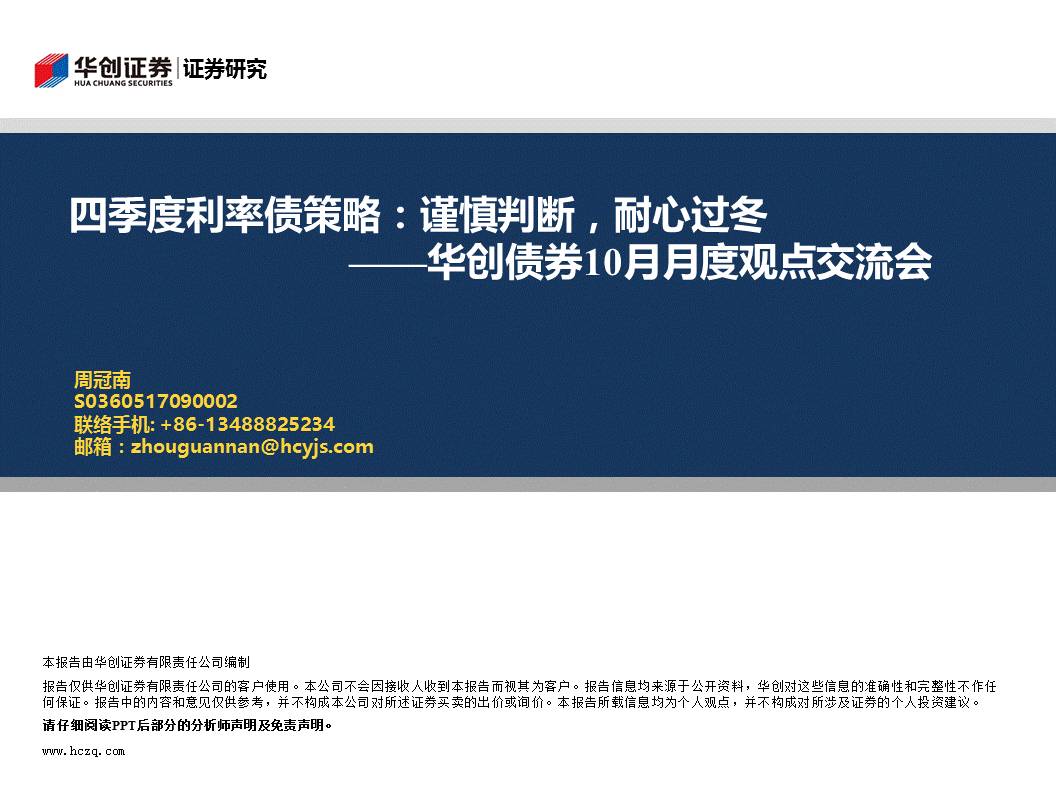 华创证券 证券研究
HUA CHUANG SECURITIES
四季度利率债策略：谨慎判断，耐心过冬
——华创债券10月月度观点交流会
周冠南
S0360517090002
联络手机: +86-13488825234
邮箱：zhouguannan@hcyjs.com
本报告由华创证券有限责任公司编制
报告仅供华创证券有限责任公司的客户使用。本公司不会因接收人收到本报告而视其为客户。报告信息均来源于公开资料，华创对这些信息的准确性和完整性不作任
何保证。报告中的内容和意见仅供参考，并不构成本公司对所述证券买卖的出价或询价。本报告所载信息均为个人观点，并不构成对所涉及证券的个人投资建议。
请仔细阅读PPT后部分的分析师声明及免责声明。
www.hczq.com